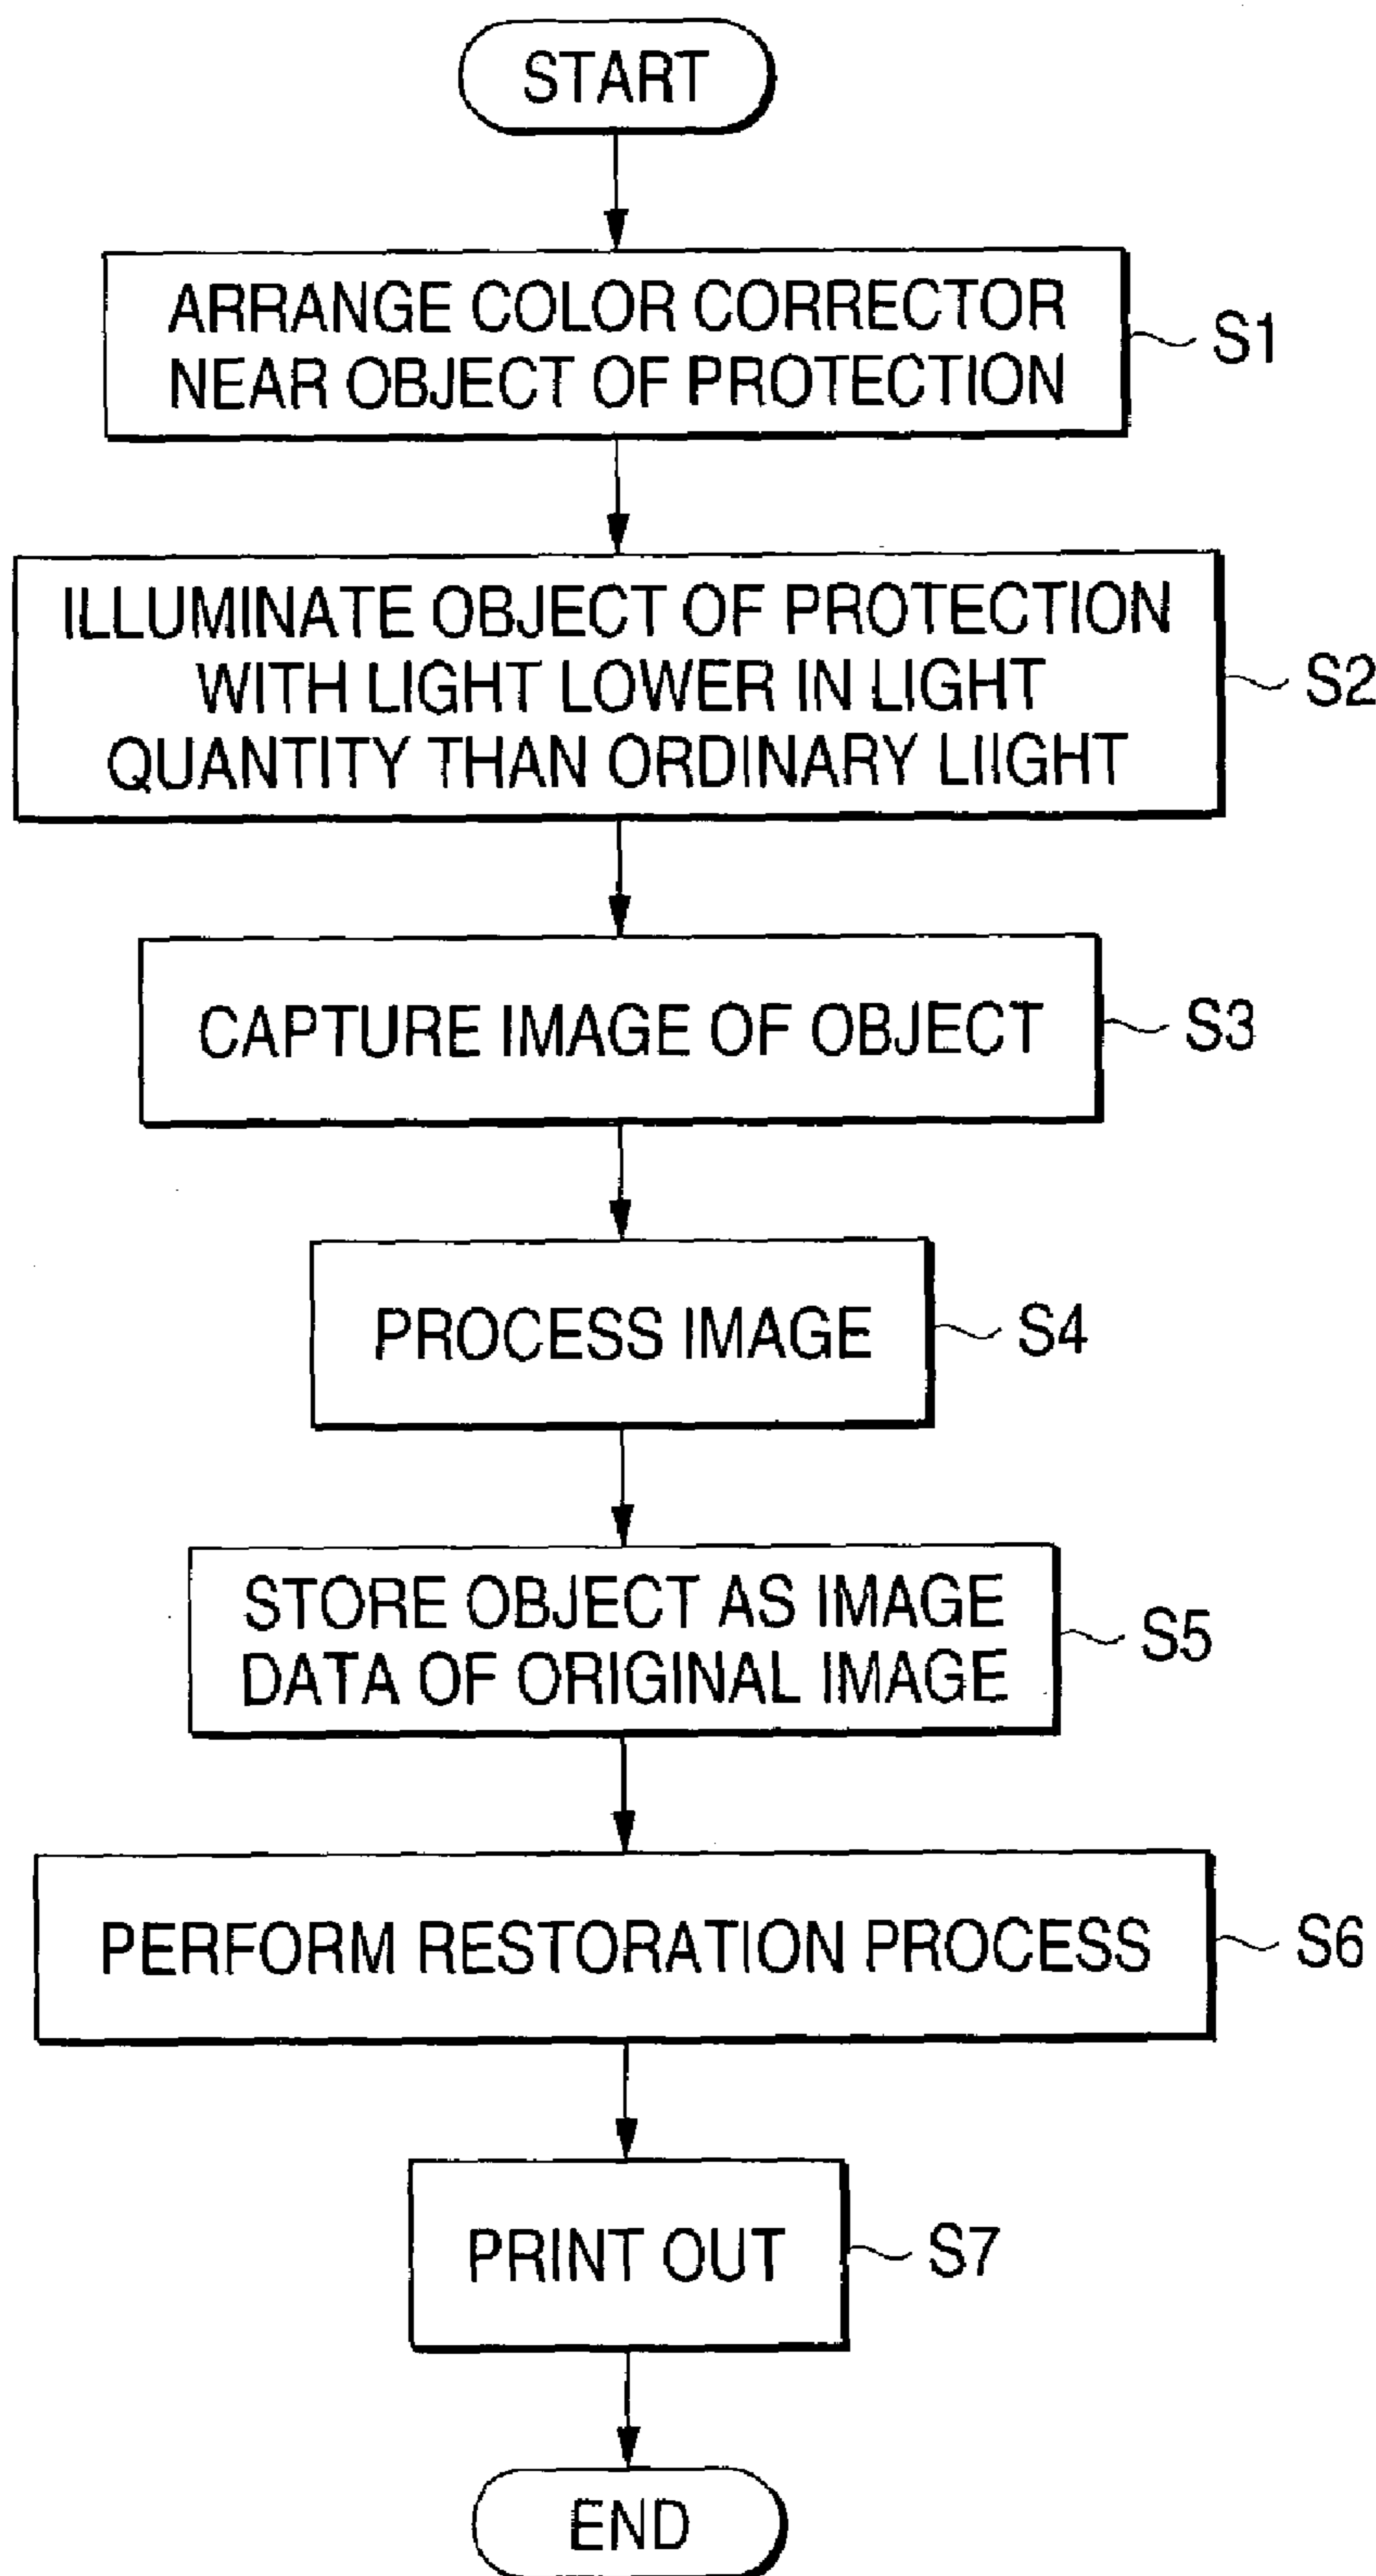 START
ARRANGE COLOR CORRECTOR
NEAR OBJECT OF PROTECTION
S1
ILLUMINATE OBJECT OF PROTECTION
WITH LIGHT LOWER IN LIGHT
QUANTITY THAN ORDINARY LIIGHT
S2
CAPTURE IMAGE OF OBJECT
S3
PROCESS IMAGE
S4
STORE OBJECT AS IMAGE
DATA OF ORIGINAL IMAGE
S5
PERFORM RESTORATION PROCESS
S6
PRINT OUT
S7
END